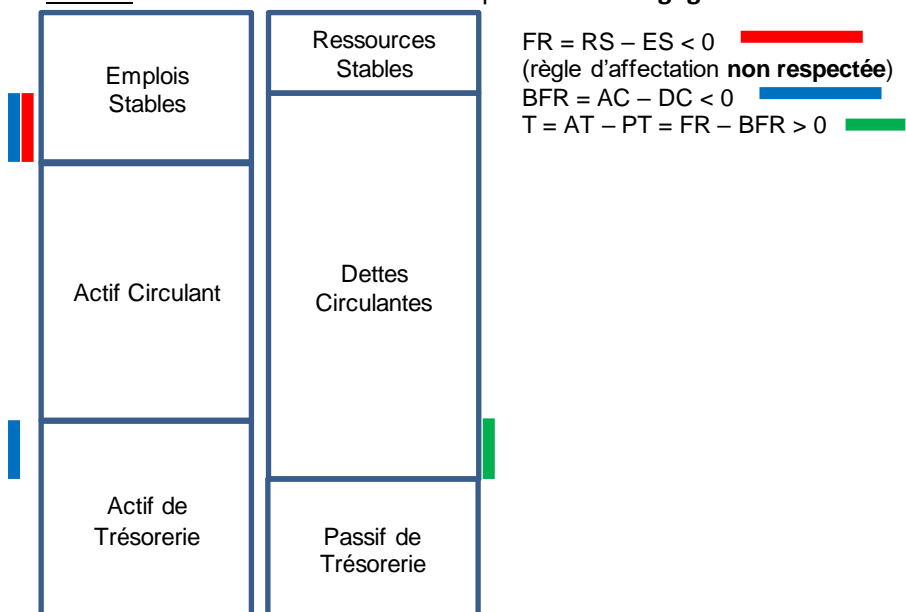 Emplois
Stables
Ressources
Stables
FR = RS – ES < 0
(règle d'affectation non respectée)
BFR = AC – DC < 0
T = AT – PT = FR – BFR > 0
Actif Circulant
Dettes
Circulantes
Actif de
Trésorerie
Passif de
Trésorerie